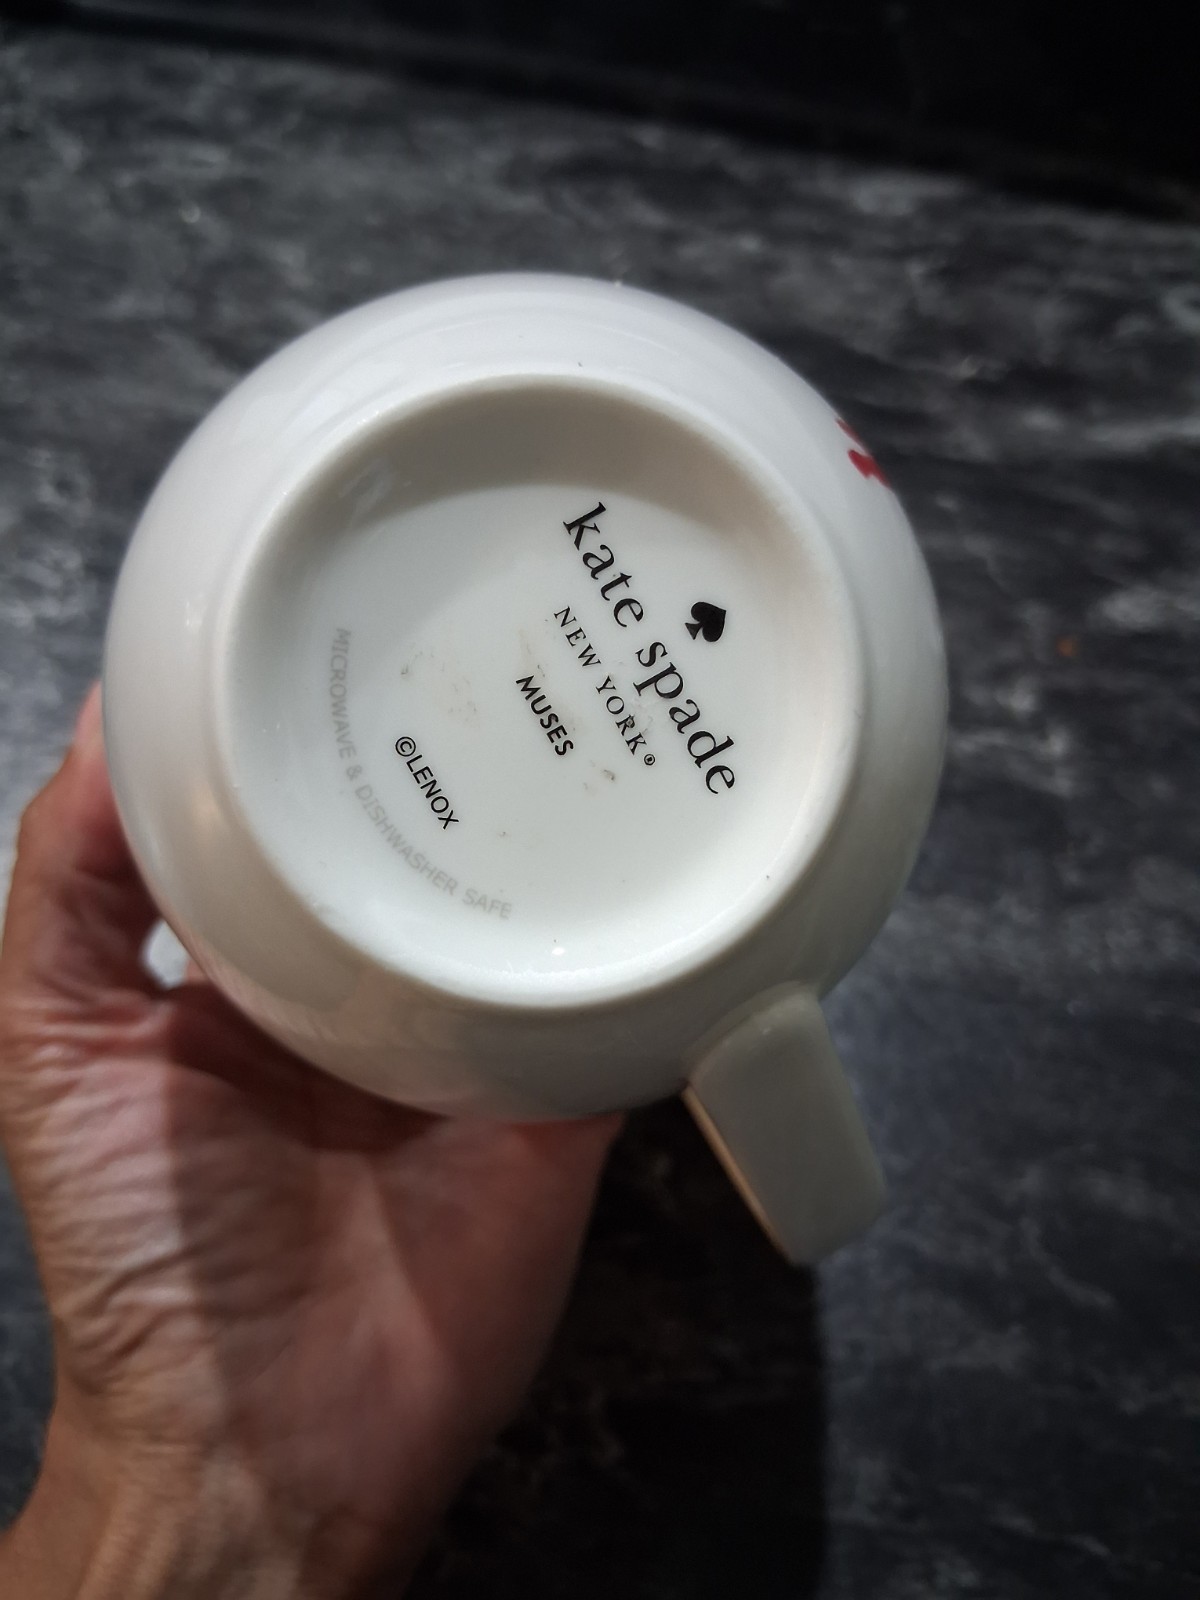 kate spade
NEW YORK®
MUSES
©LENOX
MICROWAVE & DISHWASHER SAFE